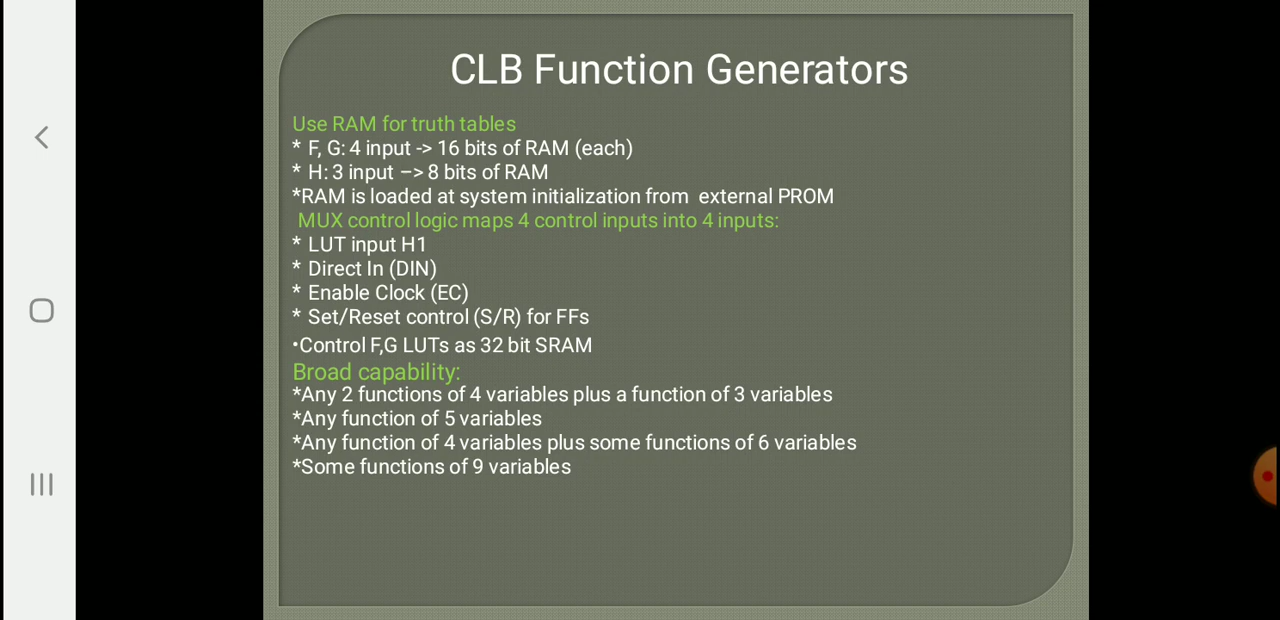 CLB Function Generators
Use RAM for truth tables
* F, G: 4 input -> 16 bits of RAM (each)
* H: 3 input –> 8 bits of RAM
*RAM is loaded at system initialization from  external PROM
MUX control logic maps 4 control inputs into 4 inputs:
* LUT input H1
* Direct In (DIN)
* Enable Clock (EC)
* Set/Reset control (S/R) for FFs
•Control F,G LUTs as 32 bit SRAM
Broad capability:
*Any 2 functions of 4 variables plus a function of 3 variables
*Any function of 5 variables
*Any function of 4 variables plus some functions of 6 variables
*Some functions of 9 variables